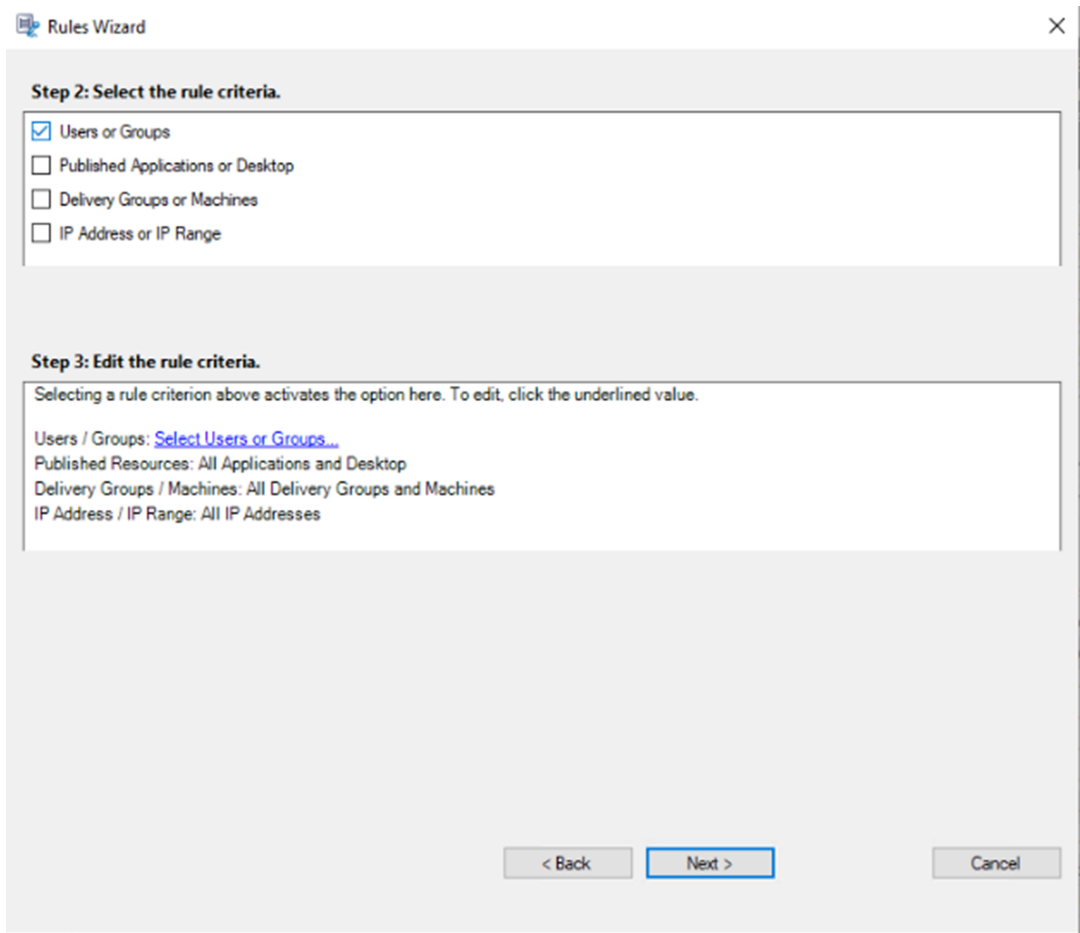 Rules Wizard
Step 2: Select the rule criteria.
Users or Groups
Published Applications or Desktop
Delivery Groups or Machines
IP Address or IP Range
Step 3: Edit the rule criteria.
Selecting a rule criterion above activates the option here. To edit, click the underlined value.
Users / Groups: Select Users or Groups...
Published Resources: All Applications and Desktop
Delivery Groups / Machines: All Delivery Groups and Machines
IP Address / IP Range: All IP Addresses
< Back Next > Cancel